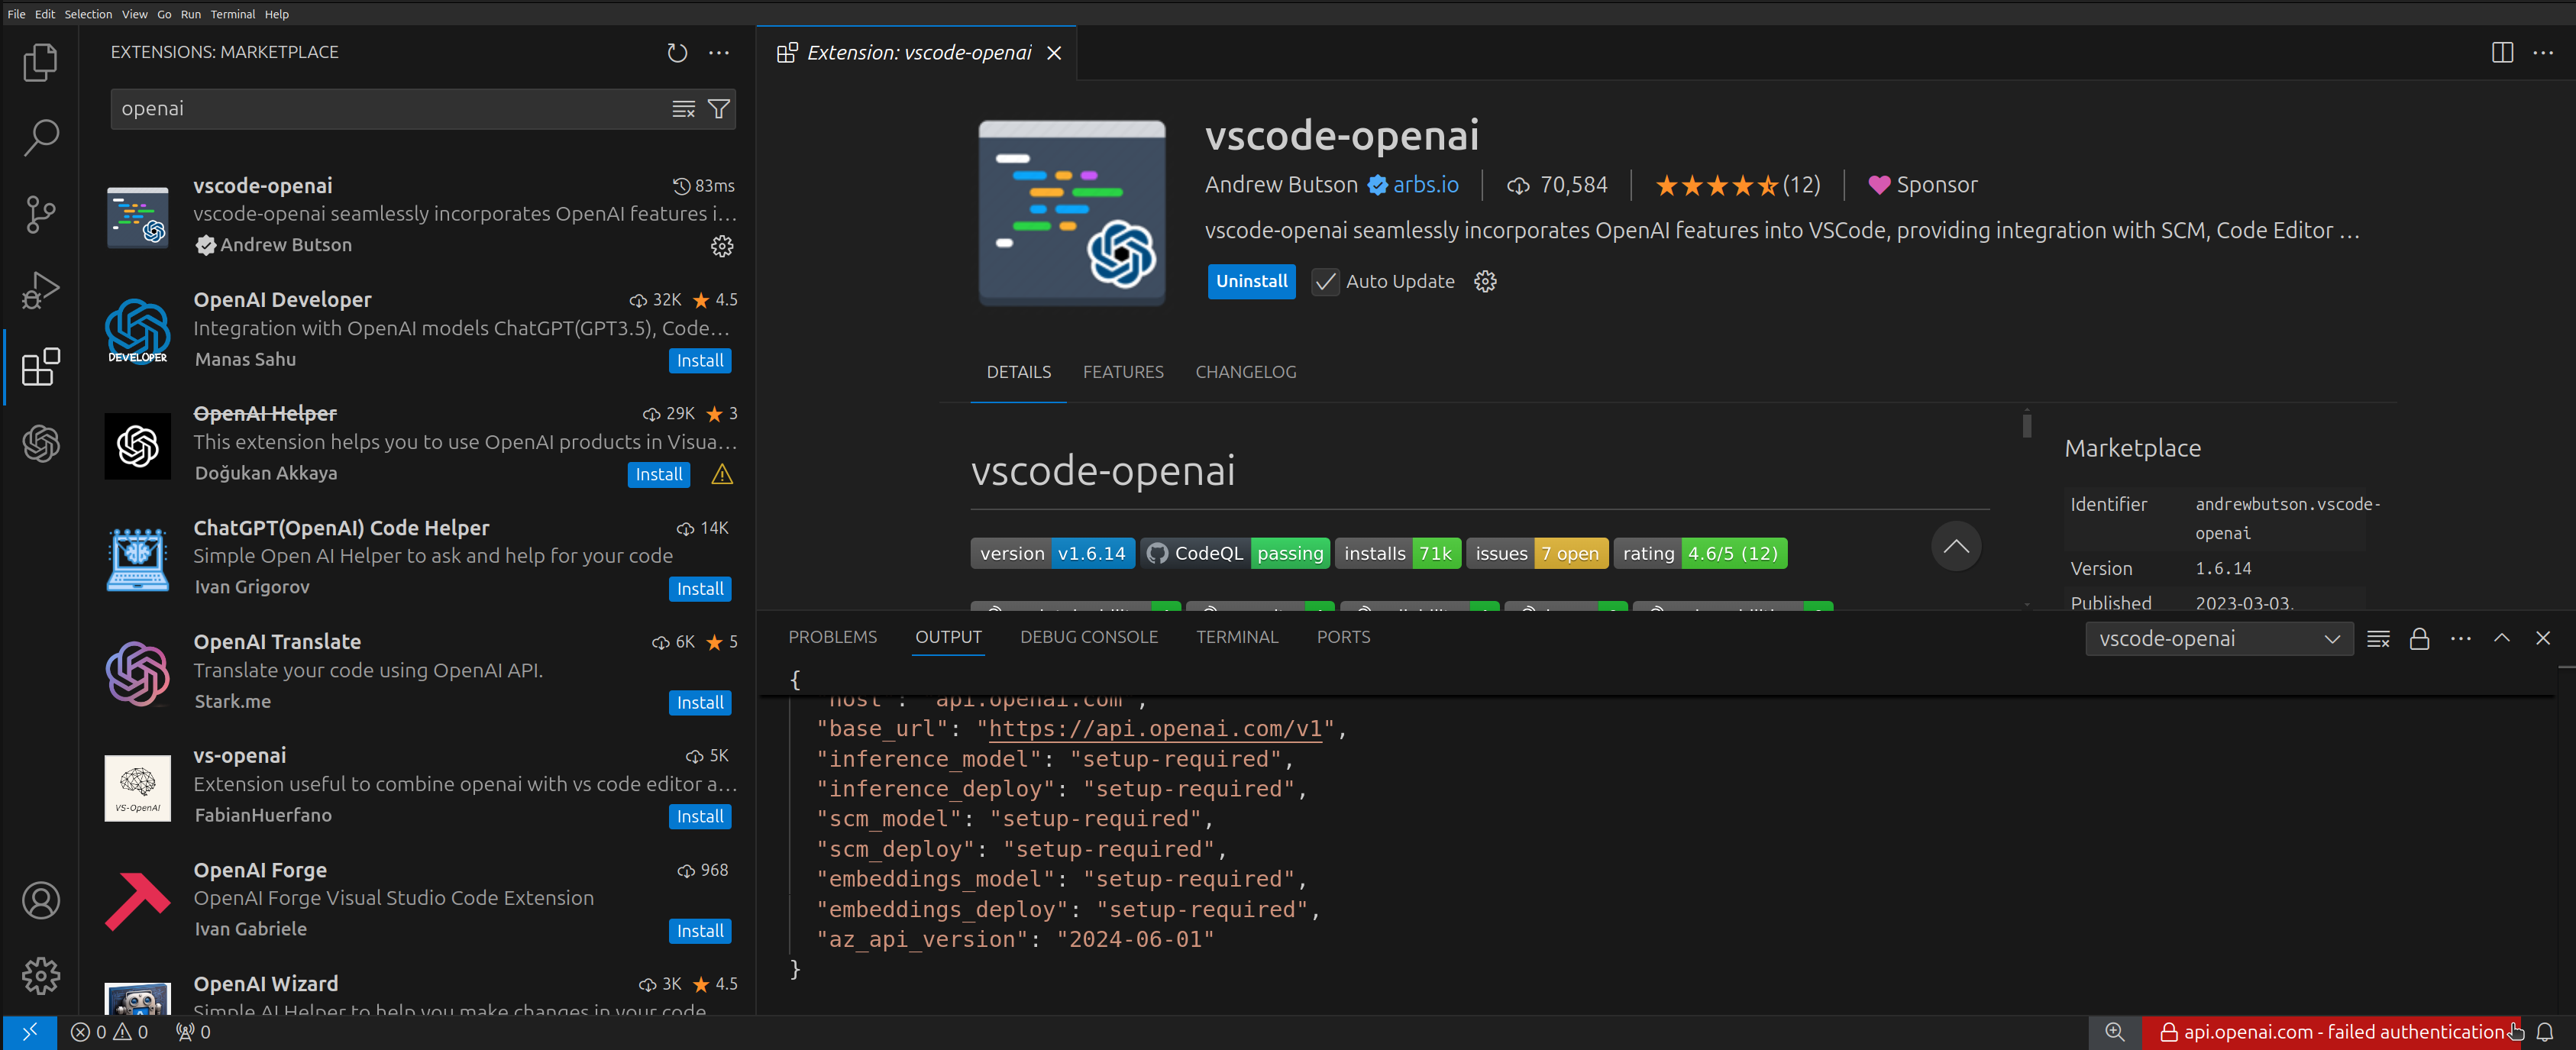 File Edit Selection View Go Run Terminal Help
EXTENSIONS: MARKETPLACE
openai
vscode-openai 83ms
vscode-openai seamlessly incorporates OpenAI features i...
Andrew Butson
OpenAI Developer 32K 4.5
Integration with OpenAI models ChatGPT(GPT3.5), Code...
DEVELOPER
Manas Sahu Install
OpenAI Helper 29K 3
This extension helps you to use OpenAI products in Visua...
Doğukan Akkaya Install
ChatGPT(OpenAI) Code Helper 14K
Simple Open AI Helper to ask and help for your code
Ivan Grigorov Install
OpenAI Translate 6K 5
Translate your code using OpenAI API.
Stark.me Install
vs-openai 5K
Extension useful to combine openai with vs code editor a...
VS-OpenAI
FabianHuerfano Install
OpenAI Forge 968
OpenAI Forge Visual Studio Code Extension
Ivan Gabriele Install
OpenAI Wizard 3K 4.5
Simple AI Helper to help you make changes in your code
Extension: vscode-openai
vscode-openai
Andrew Butson arbs.io 70,584 (12) Sponsor
vscode-openai seamlessly incorporates OpenAI features into VSCode, providing integration with SCM, Code Editor ...
Uninstall Auto Update
DETAILS FEATURES CHANGELOG
vscode-openai
version v1.6.14 CodeQL passing installs 71k issues 7 open rating 4.6/5 (12)
Marketplace
Identifier andrewbutson.vscode-
openai
Version 1.6.14
Published 2023-03-03,
PROBLEMS OUTPUT DEBUG CONSOLE TERMINAL PORTS vscode-openai
{
"host": "api.openai.com",
"base_url": "https://api.openai.com/v1",
"inference_model": "setup-required",
"inference_deploy": "setup-required",
"scm_model": "setup-required",
"scm_deploy": "setup-required",
"embeddings_model": "setup-required",
"embeddings_deploy": "setup-required",
"az_api_version": "2024-06-01"
}
0 0 0 api.openai.com - failed authentication